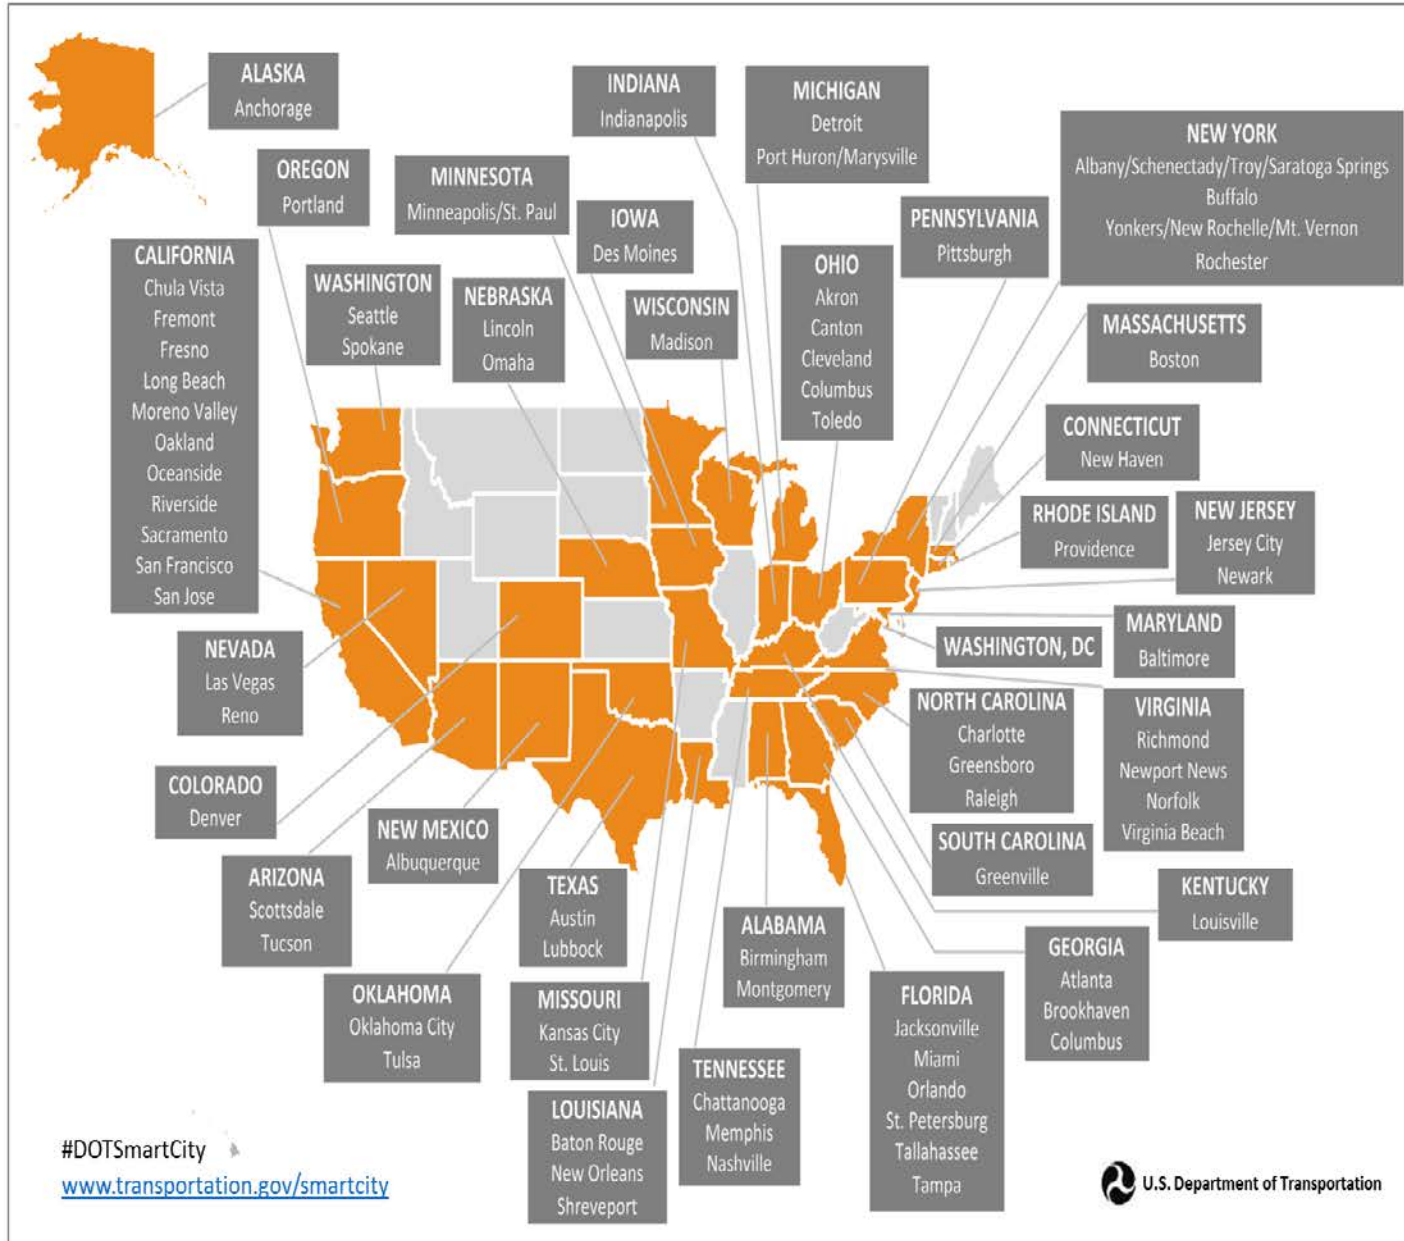 ALASKA
Anchorage
OREGON
Portland
CALIFORNIA
Chula Vista
Fremont
Fresno
Long Beach
Moreno Valley
Oakland
Oceanside
Riverside
Sacramento
San Francisco
San Jose
WASHINGTON
Seattle
Spokane
MINNESOTA
Minneapolis/St. Paul
NEBRASKA
Lincoln
Omaha
IOWA
Des Moines
INDIANA
Indianapolis
WISCONSIN
Madison
MICHIGAN
Detroit
Port Huron/Marysville
OHIO
Akron
Canton
Cleveland
Columbus
Toledo
PENNSYLVANIA
Pittsburgh
NEW YORK
Albany/Schenectady/Troy/Saratoga Springs
Buffalo
Yonkers/New Rochelle/Mt. Vernon
Rochester
MASSACHUSETTS
Boston
CONNECTICUT
New Haven
RHODE ISLAND
Providence
NEW JERSEY
Jersey City
Newark
MARYLAND
Baltimore
WASHINGTON, DC
NEVADA
Las Vegas
Reno
COLORADO
Denver
ARIZONA
Scottsdale
Tucson
NEW MEXICO
Albuquerque
OKLAHOMA
Oklahoma City
Tulsa
TEXAS
Austin
Lubbock
MISSOURI
Kansas City
St. Louis
LOUISIANA
Baton Rouge
New Orleans
Shreveport
TENNESSEE
Chattanooga
Memphis
Nashville
ALABAMA
Birmingham
Montgomery
FLORIDA
Jacksonville
Miami
Orlando
St. Petersburg
Tallahassee
Tampa
NORTH CAROLINA
Charlotte
Greensboro
Raleigh
SOUTH CAROLINA
Greenville
VIRGINIA
Richmond
Newport News
Norfolk
Virginia Beach
KENTUCKY
Louisville
GEORGIA
Atlanta
Brookhaven
Columbus
#DOTSmartCity
www.transportation.gov/smartcity
U.S. Department of Transportation